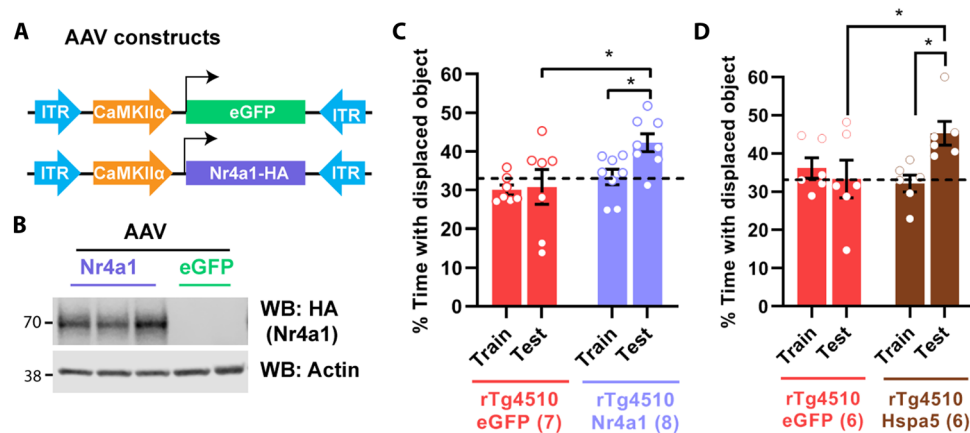 A
AAV constructs
ITR CaMKIIα eGFP ITR
ITR CaMKIIα Nr4a1-HA ITR
B
AAV
Nr4a1 eGFP
70
WB: HA
(Nr4a1)
38
WB: Actin
C
% Time with displaced object
60
50
40
30
20
10
0
*
*
Train Test Train Test
rTg4510 rTg4510
eGFP (7) Nr4a1 (8)
D
% Time with displaced object
60
50
40
30
20
10
0
*
*
Train Test Train Test
rTg4510 rTg4510
eGFP (6) Hspa5 (6)